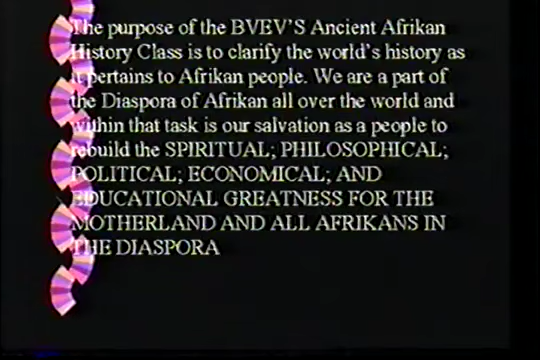 The purpose of the BVEV'S Ancient Afrikan
History Class is to clarify the world's history as
it pertains to Afrikan people. We are a part of
the Diaspora of Afrikan all over the world and
within that task is our salvation as a people to
rebuild the SPIRITUAL; PHILOSOPHICAL;
POLITICAL; ECONOMICAL; AND
EDUCATIONAL GREATNESS FOR THE
MOTHERLAND AND ALL AFRIKANS IN
THE DIASPORA